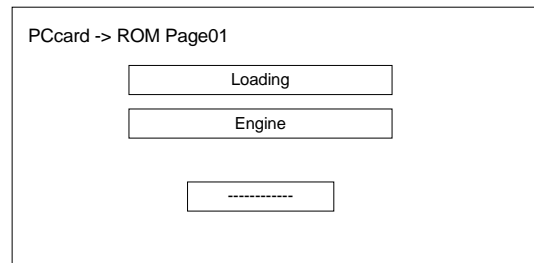 PCcard -> ROM Page01
Loading
Engine
------------